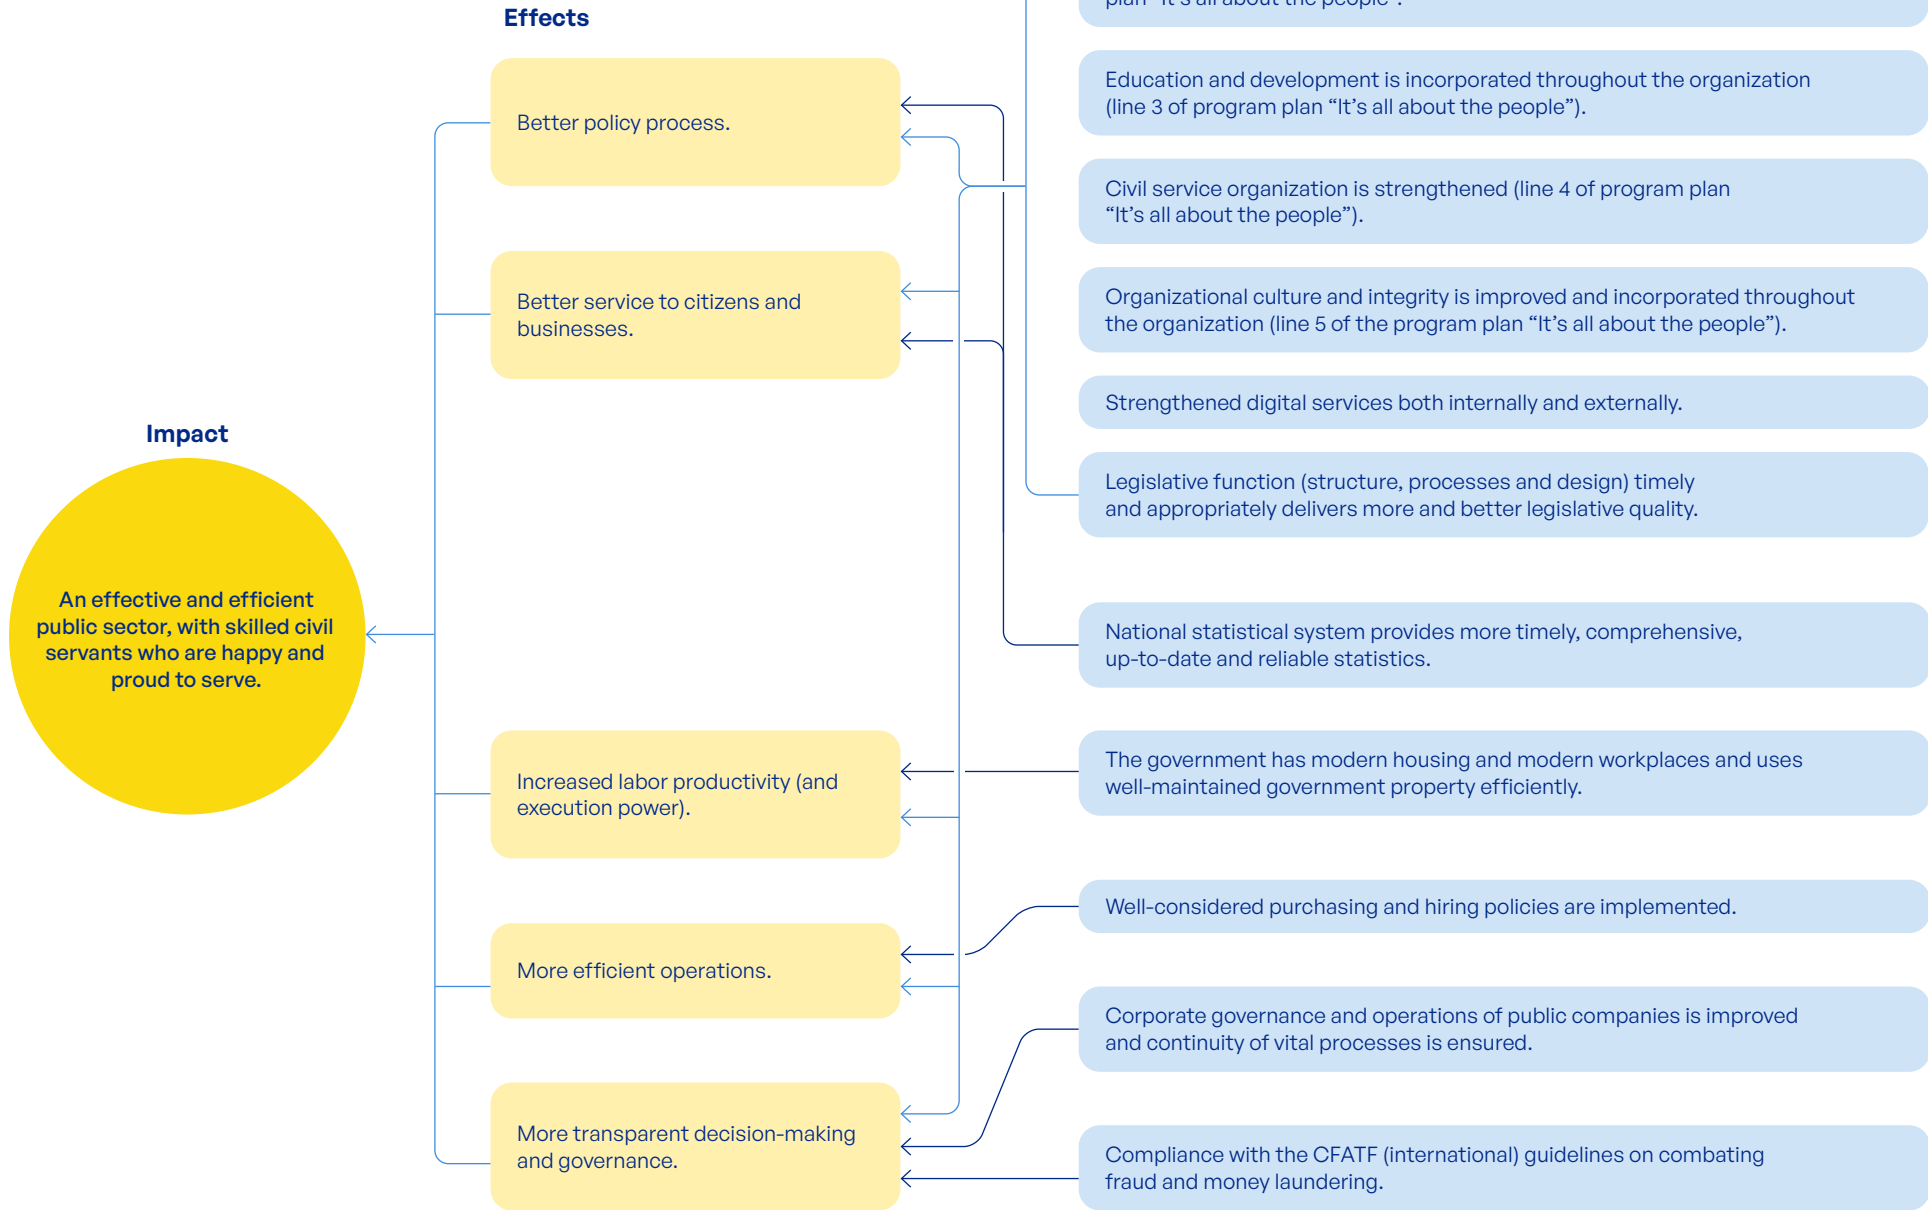 Effects
plan “It’s all about the people”.
Better policy process.
Better service to citizens and
businesses.
Increased labor productivity (and
execution power).
More efficient operations.
More transparent decision-making
and governance.
Impact
An effective and efficient
public sector, with skilled civil
servants who are happy and
proud to serve.
Education and development is incorporated throughout the organization
(line 3 of program plan “It’s all about the people”).
Civil service organization is strengthened (line 4 of program plan
“It’s all about the people”).
Organizational culture and integrity is improved and incorporated throughout
the organization (line 5 of the program plan “It’s all about the people”).
Strengthened digital services both internally and externally.
Legislative function (structure, processes and design) timely
and appropriately delivers more and better legislative quality.
National statistical system provides more timely, comprehensive,
up-to-date and reliable statistics.
The government has modern housing and modern workplaces and uses
well-maintained government property efficiently.
Well-considered purchasing and hiring policies are implemented.
Corporate governance and operations of public companies is improved
and continuity of vital processes is ensured.
Compliance with the CFATF (international) guidelines on combating
fraud and money laundering.